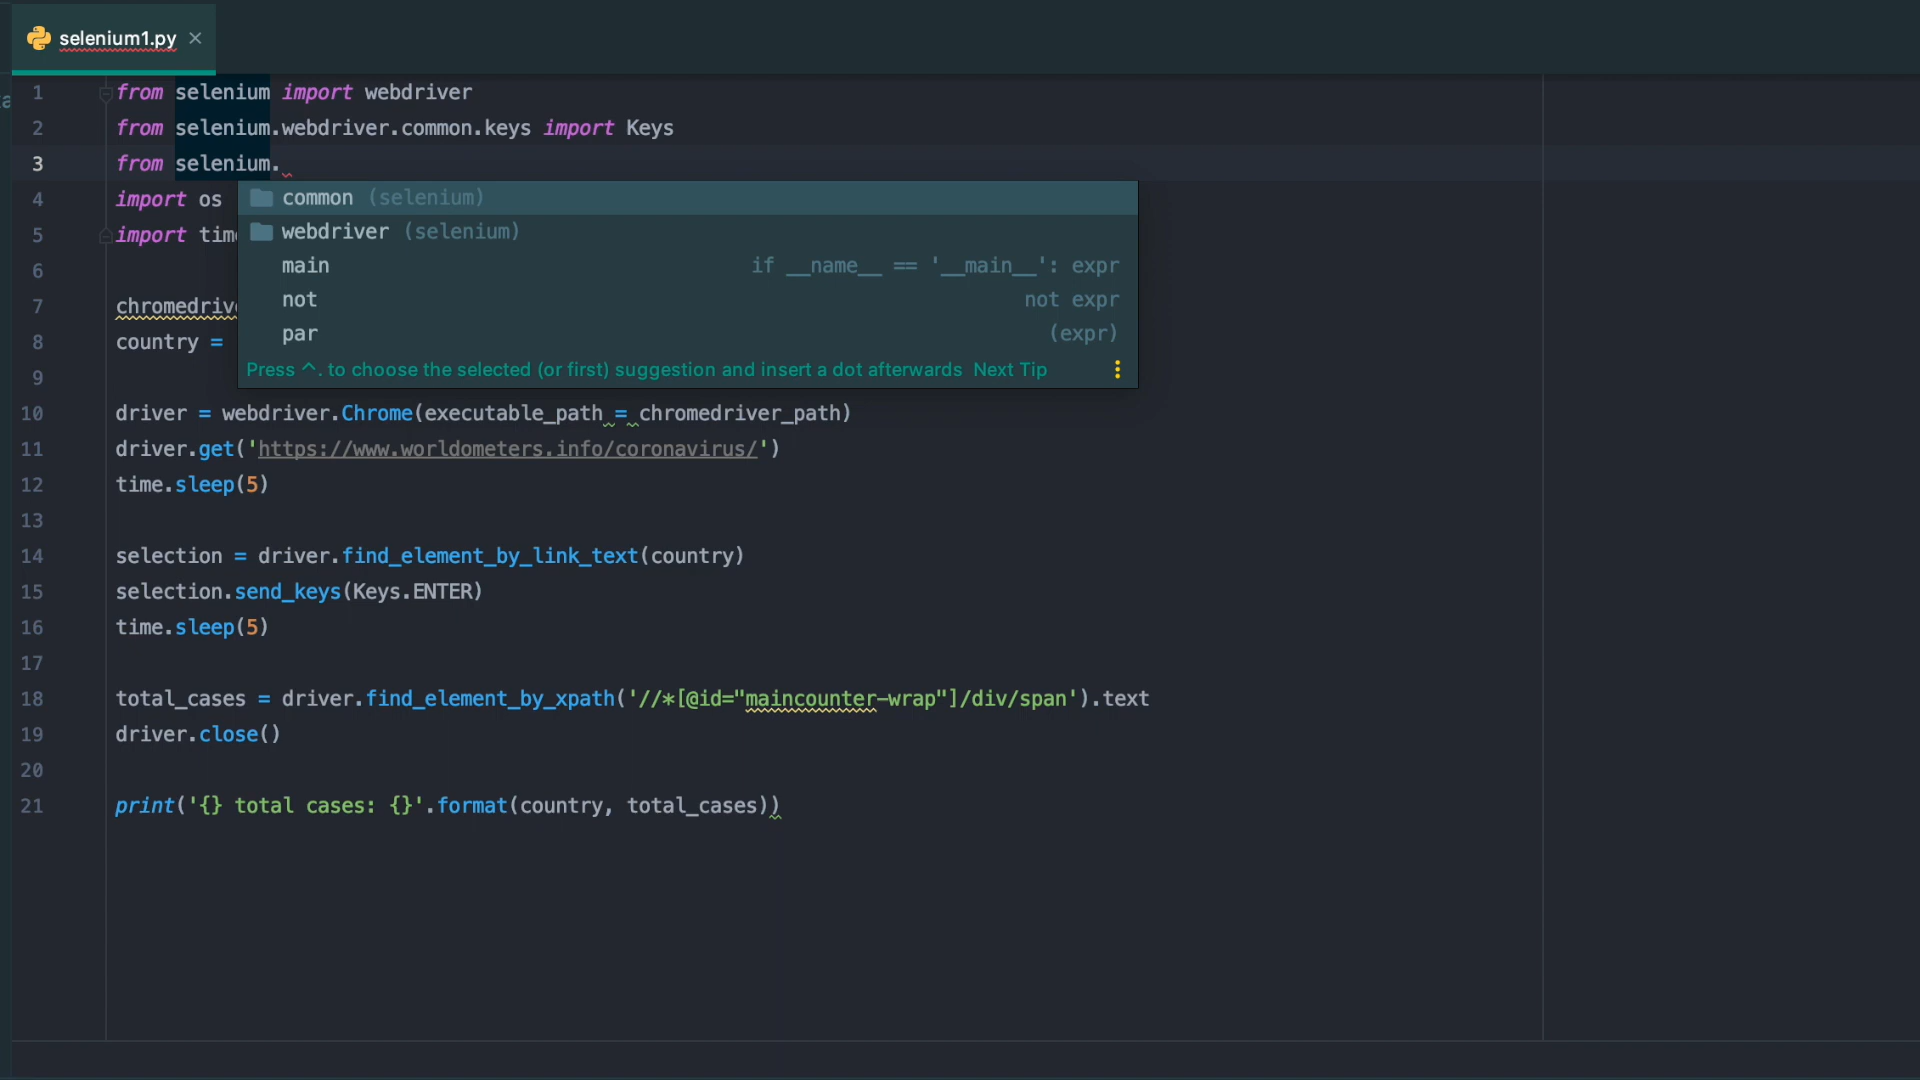 selenium1.py
1 from selenium import webdriver
2 from selenium.webdriver.common.keys import Keys
3 from selenium.
4 import os
5 import tim
6
7 chromedriv
8 country =
9
common (selenium)
webdriver (selenium)
main if __name__ == '__main__': expr
not not expr
par (expr)
Press ^. to choose the selected (or first) suggestion and insert a dot afterwards Next Tip
10 driver = webdriver.Chrome(executable_path = chromedriver_path)
11 driver.get('https://www.worldometers.info/coronavirus/')
12 time.sleep(5)
13
14 selection = driver.find_element_by_link_text(country)
15 selection.send_keys(Keys.ENTER)
16 time.sleep(5)
17
18 total_cases = driver.find_element_by_xpath('//*[@id="maincounter-wrap"]/div/span').text
19 driver.close()
20
21 print('{} total cases: {}'.format(country, total_cases))